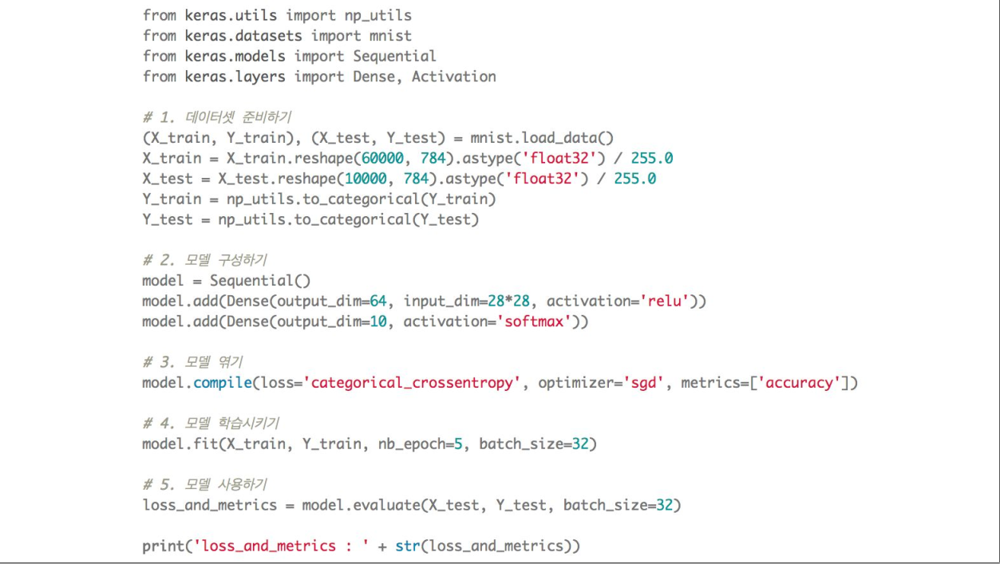 from keras.utils import np_utils
from keras.datasets import mnist
from keras.models import Sequential
from keras.layers import Dense, Activation
# 1. 데이터셋 준비하기
(X_train, Y_train), (X_test, Y_test) = mnist.load_data()
X_train = X_train.reshape(60000, 784).astype('float32') / 255.0
X_test = X_test.reshape(10000, 784).astype('float32') / 255.0
Y_train = np_utils.to_categorical(Y_train)
Y_test = np_utils.to_categorical(Y_test)
# 2. 모델 구성하기
model = Sequential()
model.add(Dense(output_dim=64, input_dim=28*28, activation='relu'))
model.add(Dense(output_dim=10, activation='softmax'))
# 3. 모델 엮기
model.compile(loss='categorical_crossentropy', optimizer='sgd', metrics=['accuracy'])
# 4. 모델 학습시키기
model.fit(X_train, Y_train, nb_epoch=5, batch_size=32)
# 5. 모델 사용하기
loss_and_metrics = model.evaluate(X_test, Y_test, batch_size=32)
print('loss_and_metrics : ' + str(loss_and_metrics))